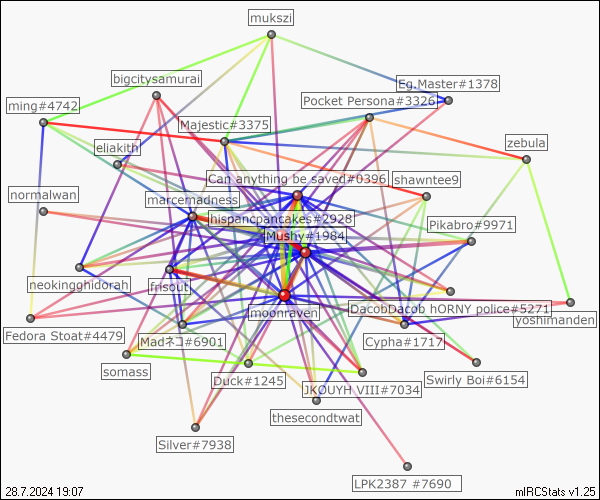 mukszi
bigcitysamurai
Eg.Master#1378
ming#4742
Pocket Persona#3326
Majestic#3375
zebula
eliakith
Can anything be saved#0396
shawntee9
normalwan
marcemadness
hispancpancakes#2928
Pikabro#9971
Mushy#1984
neokingghidorah
frisout
DacobDacob hORNY police#5271
moonraven
yoshimanden
Fedora Stoat#4479
Madネコ#6901
Cypha#1717
somass
Duck#1245
Swirly Boi#6154
JKOUYH VIII#7034
thesecondtwat
Silver#7938
LPK2387 #7690
28.7.2024 19:07
mIRCStats v1.25